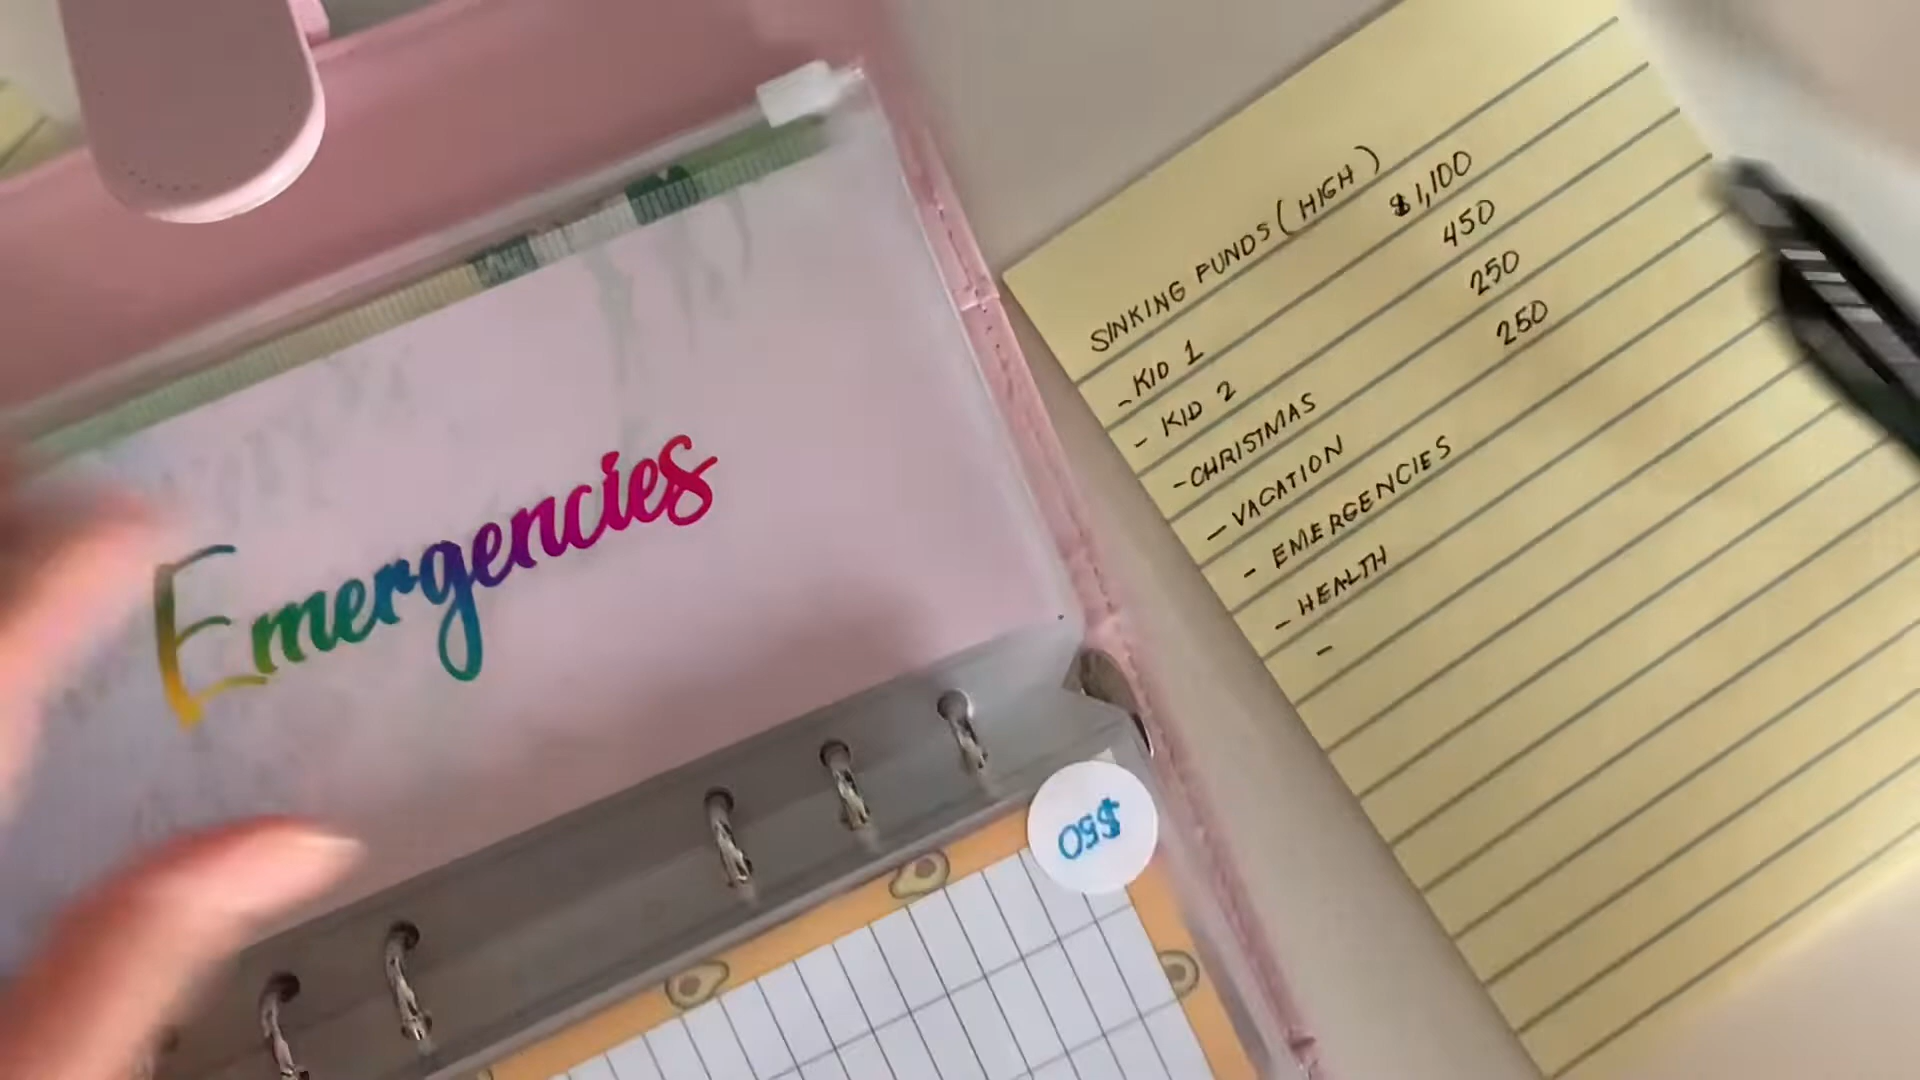 Emergencies
$50
SINKING FUNDS (HIGH)
- KID 1 $1,100
- KID 2 450
- CHRISTMAS 250
- VACATION 250
- EMERGENCIES
- HEALTH
-